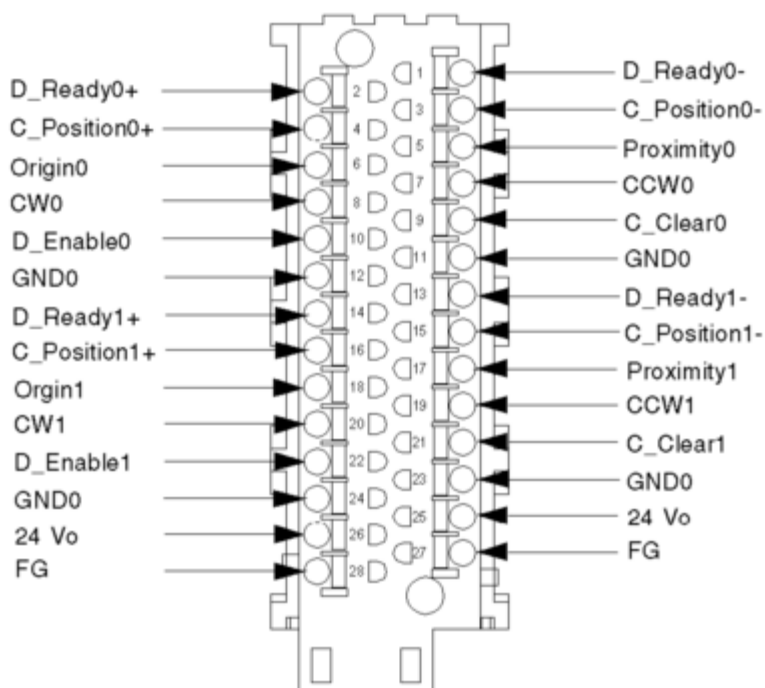 D_Ready0+ 2 1 D_Ready0-
C_Position0+ 4 3 C_Position0-
Origin0 6 5 Proximity0
CW0 8 7 CCW0
D_Enable0 10 9 C_Clear0
GND0 12 11 GND0
D_Ready1+ 14 13 D_Ready1-
C_Position1+ 16 15 C_Position1-
Orgin1 18 17 Proximity1
CW1 20 19 CCW1
D_Enable1 22 21 C_Clear1
GND0 24 23 GND0
24 Vo 26 25 24 Vo
FG 28 27 FG